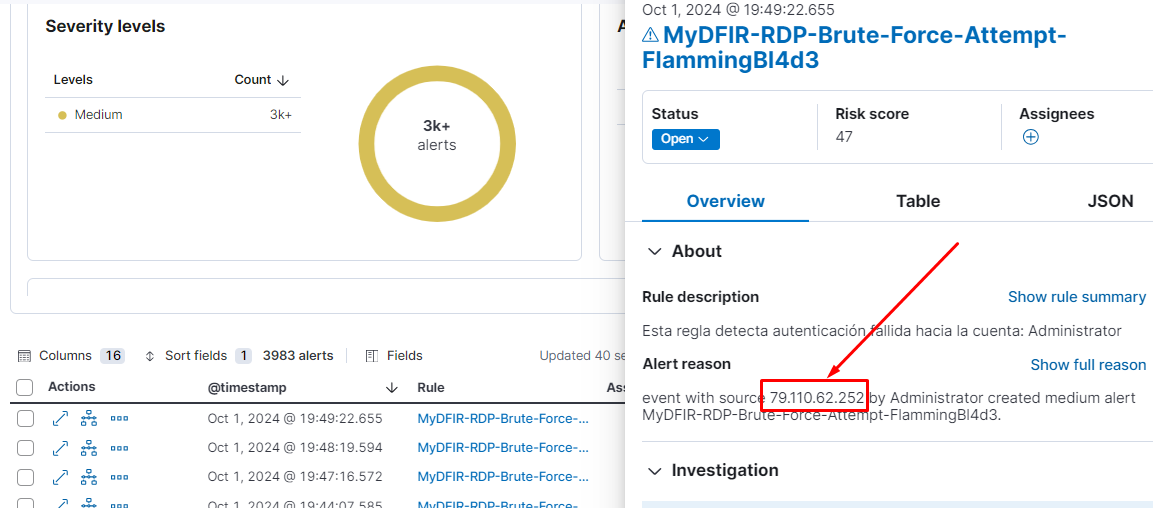 Severity levels
Levels Count
Medium 3k+
3k+
alerts
Columns 16 Sort fields 1 3983 alerts Fields Updated 40 se
Actions @timestamp Rule Ass
Oct 1, 2024 @ 19:49:22.655 MyDFIR-RDP-Brute-Force-...
Oct 1, 2024 @ 19:48:19.594 MyDFIR-RDP-Brute-Force-...
Oct 1, 2024 @ 19:47:16.572 MyDFIR-RDP-Brute-Force-...
Oct 1, 2024 @ 19:44:07.585 MyDFIR-RDP-Brute-Force-...
Oct 1, 2024 @ 19:49:22.655
MyDFIR-RDP-Brute-Force-Attempt-
FlammingBl4d3
Status Risk score Assignees
Open 47
Overview Table JSON
About
Rule description Show rule summary
Esta regla detecta autenticación fallida hacia la cuenta: Administrator
Alert reason Show full reason
event with source 79.110.62.252 by Administrator created medium alert
MyDFIR-RDP-Brute-Force-Attempt-FlammingBl4d3.
Investigation